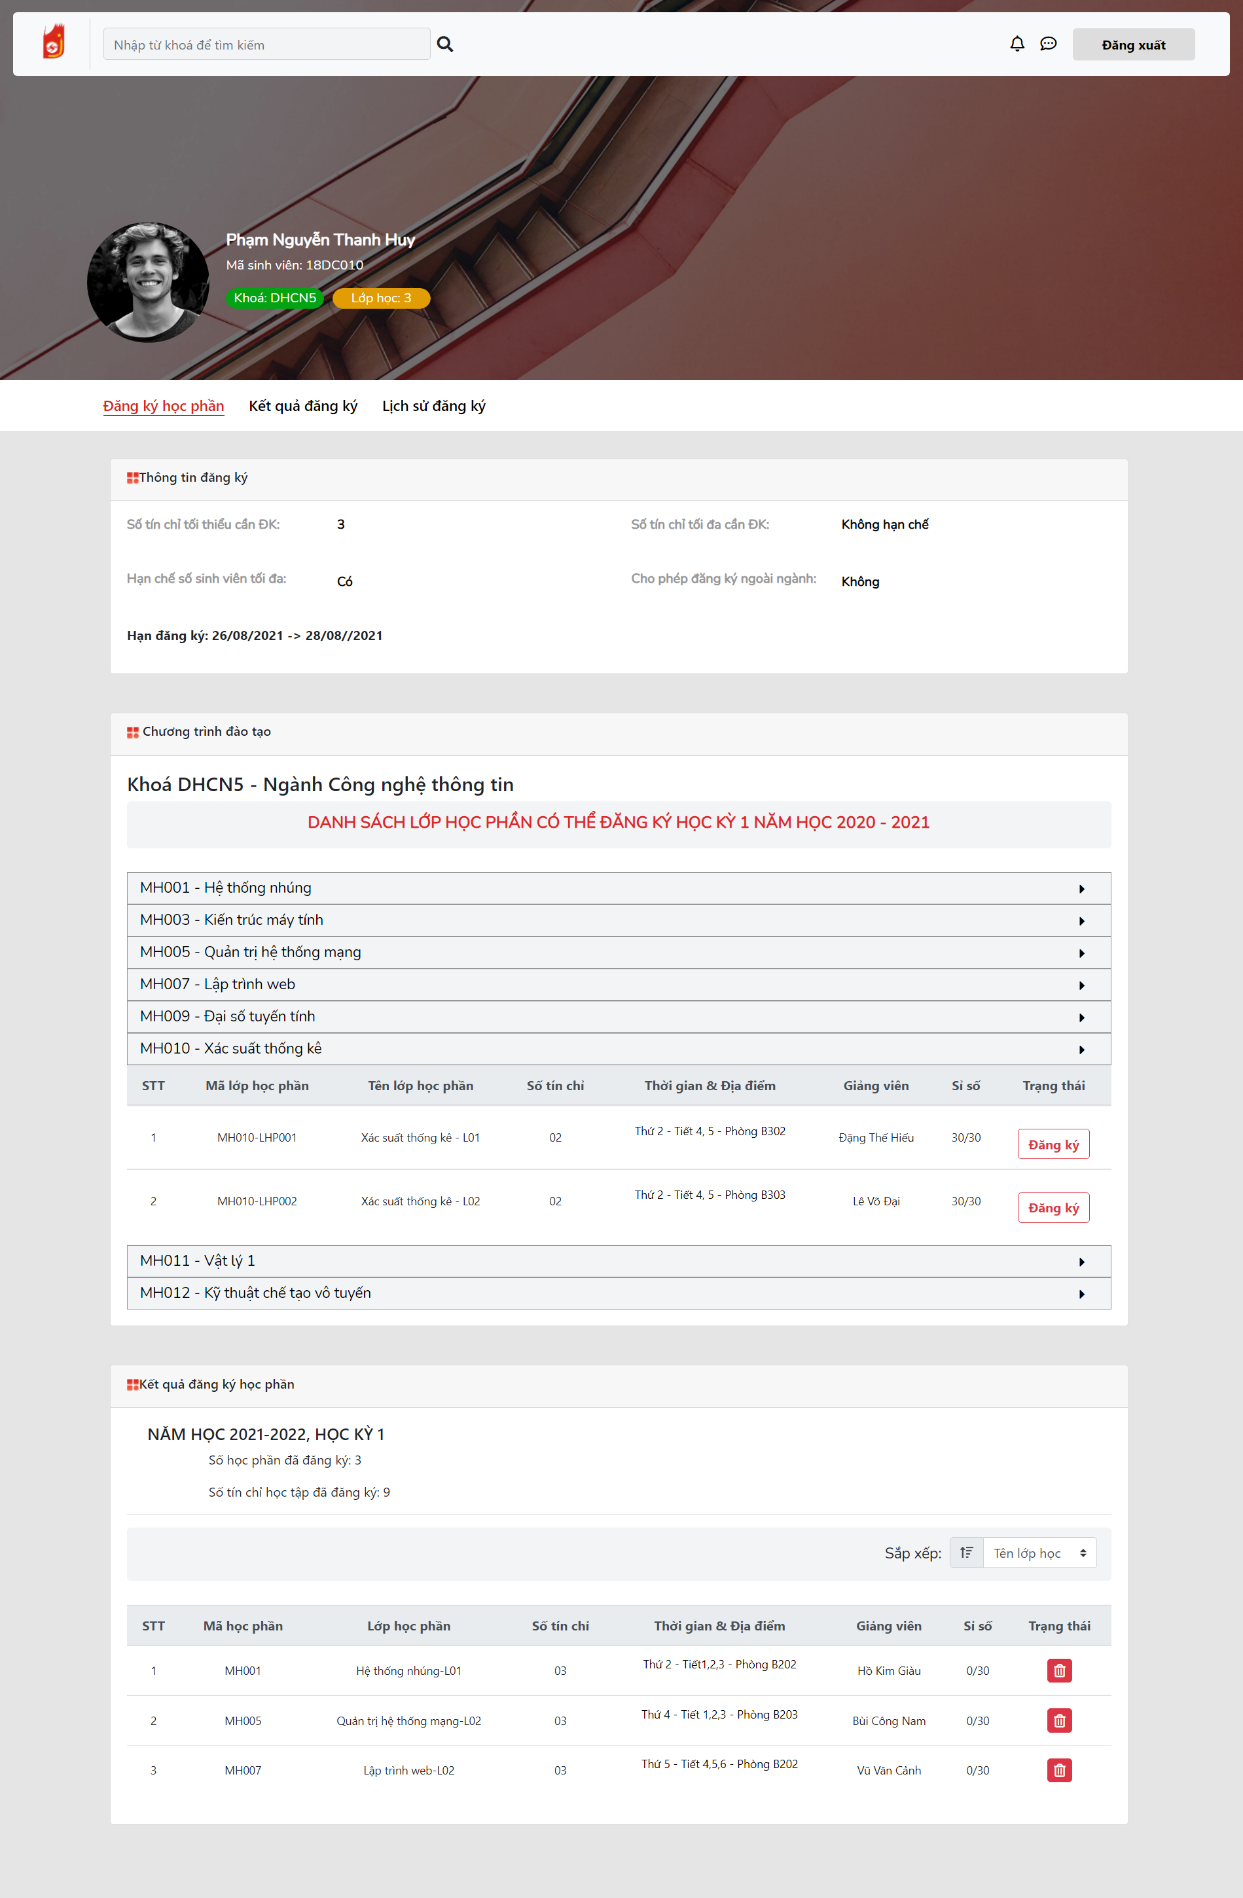 Nhập từ khoá để tìm kiếm
Đăng xuất
Phạm Nguyễn Thanh Huy
Mã sinh viên: 18DC010
Khoá: DHCN5 Lớp học: 3
Đăng ký học phần Kết quả đăng ký Lịch sử đăng ký
Thông tin đăng ký
Số tín chỉ tối thiểu cần ĐK: 3 Số tín chỉ tối đa cần ĐK: Không hạn chế
Hạn chế số sinh viên tối đa: Có Cho phép đăng ký ngoài ngành: Không
Hạn đăng ký: 26/08/2021 -> 28/08//2021
Chương trình đào tạo
Khoá DHCN5 - Ngành Công nghệ thông tin
DANH SÁCH LỚP HỌC PHẦN CÓ THỂ ĐĂNG KÝ HỌC KỲ 1 NĂM HỌC 2020 - 2021
MH001 - Hệ thống nhúng
MH003 - Kiến trúc máy tính
MH005 - Quản trị hệ thống mạng
MH007 - Lập trình web
MH009 - Đại số tuyến tính
MH010 - Xác suất thống kê
STT Mã lớp học phần Tên lớp học phần Số tín chỉ Thời gian & Địa điểm Giảng viên Sỉ số Trạng thái
1 MH010-LHP001 Xác suất thống kê - L01 02 Thứ 2 - Tiết 4, 5 - Phòng B302 Đặng Thế Hiếu 30/30 Đăng ký
2 MH010-LHP002 Xác suất thống kê - L02 02 Thứ 2 - Tiết 4, 5 - Phòng B303 Lê Võ Đại 30/30 Đăng ký
MH011 - Vật lý 1
MH012 - Kỹ thuật chế tạo vô tuyến
Kết quả đăng ký học phần
NĂM HỌC 2021-2022, HỌC KỲ 1
Số học phần đã đăng ký: 3
Số tín chỉ học tập đã đăng ký: 9
Sắp xếp: Tên lớp học
STT Mã học phần Lớp học phần Số tín chỉ Thời gian & Địa điểm Giảng viên Sỉ số Trạng thái
1 MH001 Hệ thống nhúng-L01 03 Thứ 2 - Tiết1,2,3 - Phòng B202 Hồ Kim Giàu 0/30
2 MH005 Quản trị hệ thống mạng-L02 03 Thứ 4 - Tiết 1,2,3 - Phòng B203 Bùi Công Nam 0/30
3 MH007 Lập trình web-L02 03 Thứ 5 - Tiết 4,5,6 - Phòng B202 Vũ Văn Cảnh 0/30